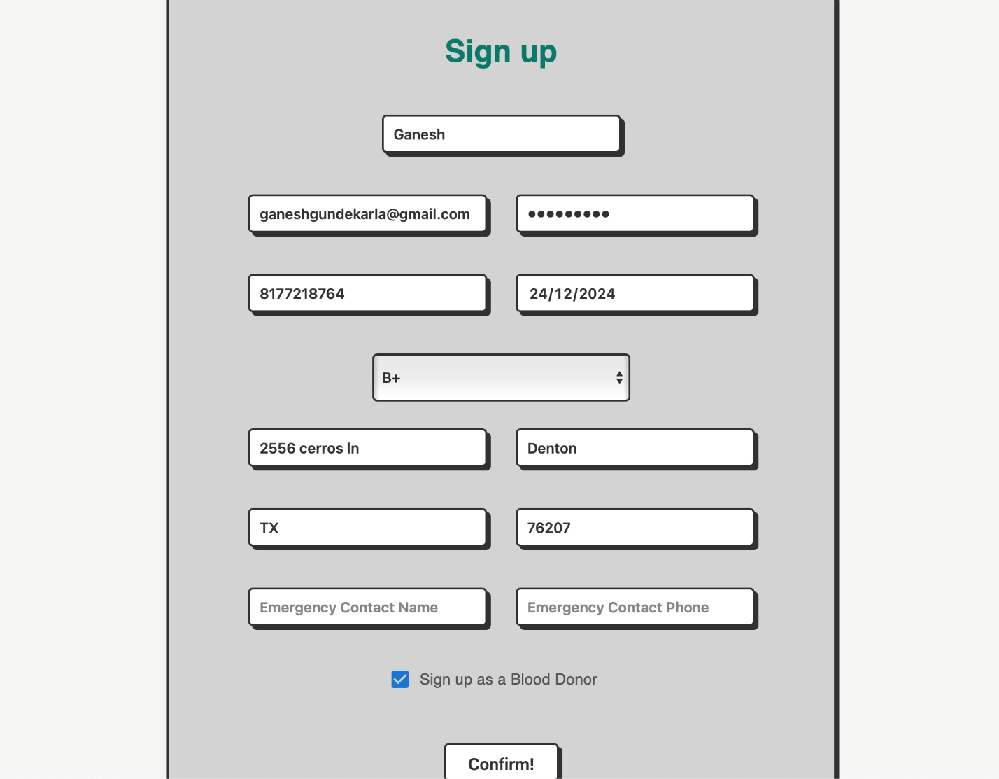 Sign up
Ganesh
ganeshgundekarla@gmail.com
•••••••••
8177218764
24/12/2024
B+
2556 cerros ln
Denton
TX
76207
Emergency Contact Name
Emergency Contact Phone
Sign up as a Blood Donor
Confirm!